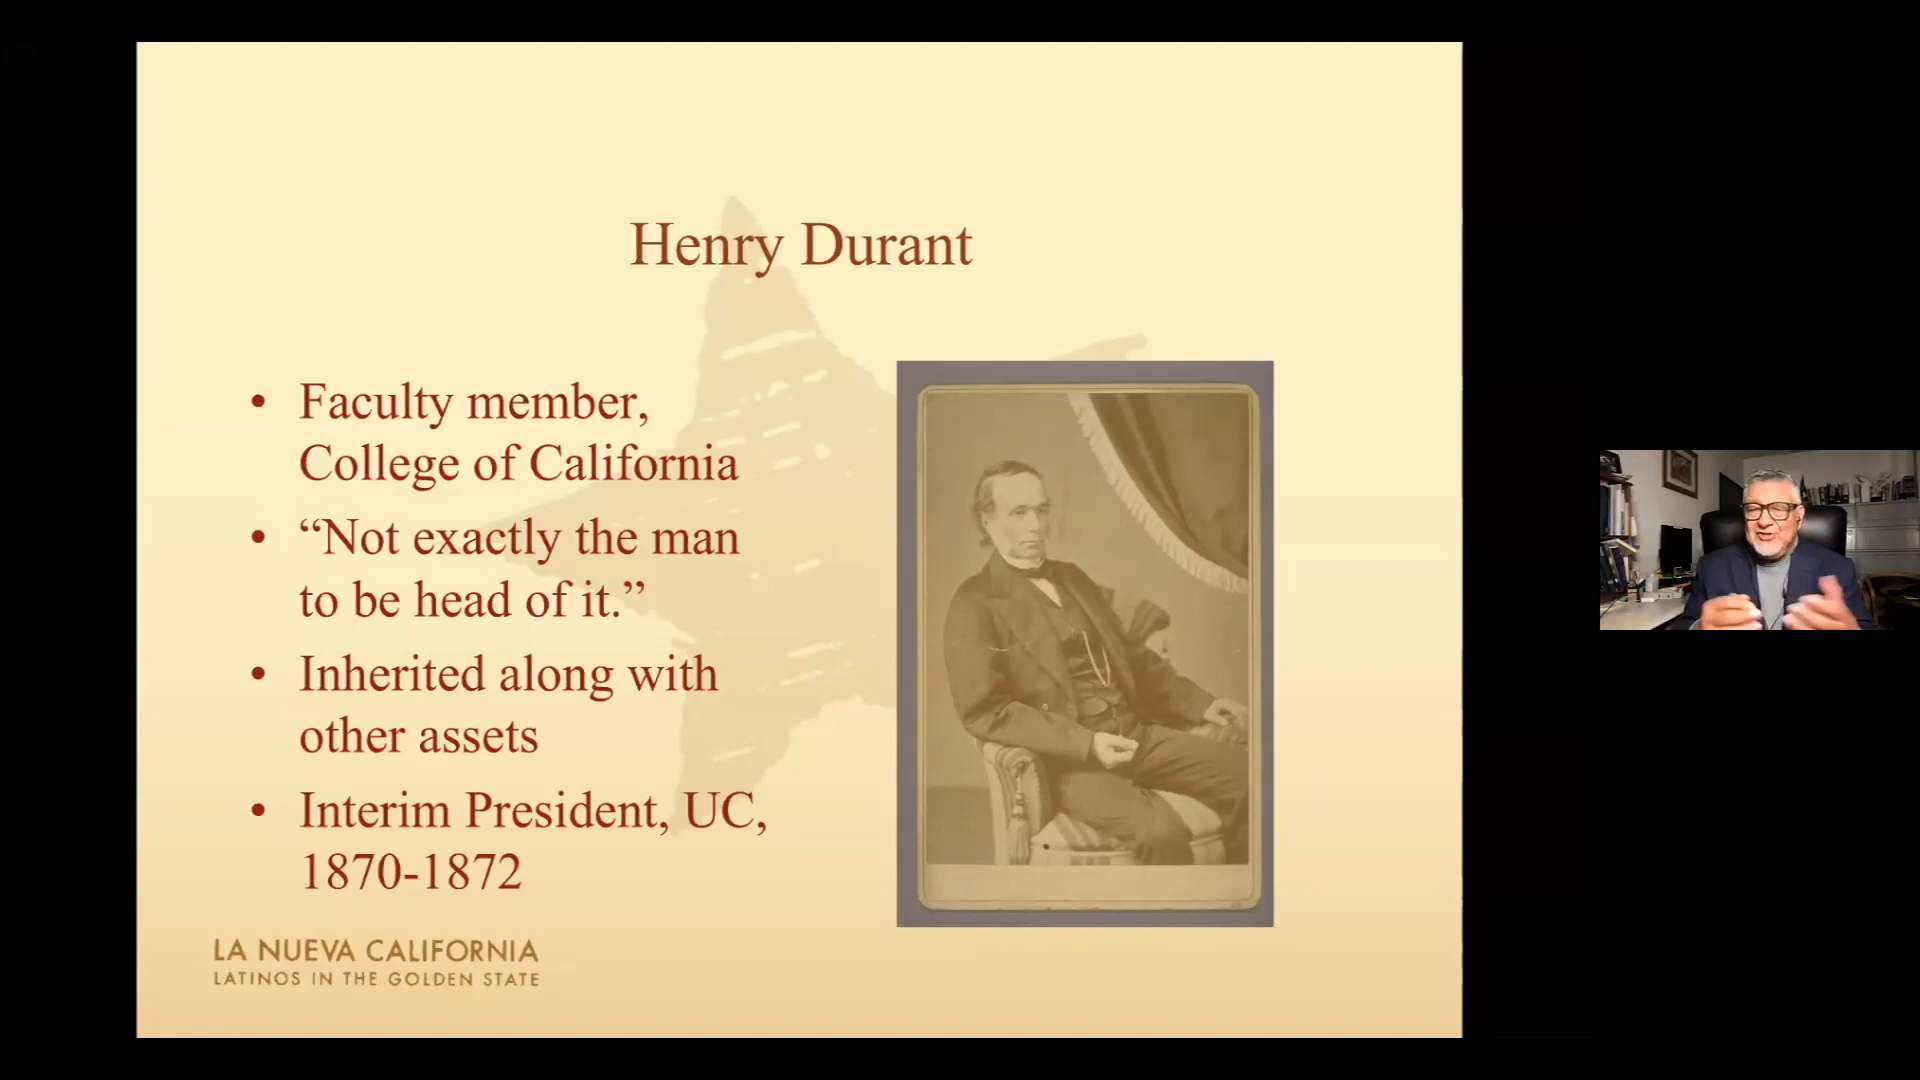 Henry Durant
• Faculty member,
College of California
• “Not exactly the man
to be head of it.”
• Inherited along with
other assets
• Interim President, UC,
1870-1872
LA NUEVA CALIFORNIA
LATINOS IN THE GOLDEN STATE